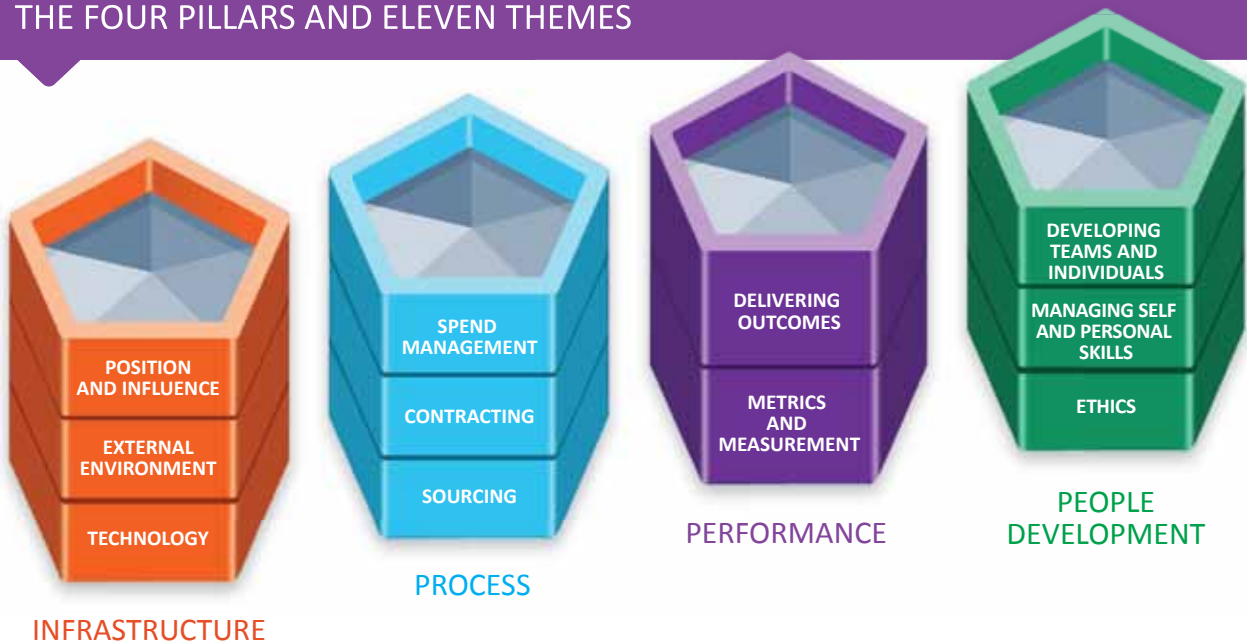 THE FOUR PILLARS AND ELEVEN THEMES
POSITION
AND INFLUENCE
EXTERNAL
ENVIRONMENT
TECHNOLOGY
INFRASTRUCTURE
SPEND
MANAGEMENT
CONTRACTING
SOURCING
PROCESS
DELIVERING
OUTCOMES
METRICS
AND
MEASUREMENT
PERFORMANCE
DEVELOPING
TEAMS AND
INDIVIDUALS
MANAGING SELF
AND PERSONAL
SKILLS
ETHICS
PEOPLE
DEVELOPMENT